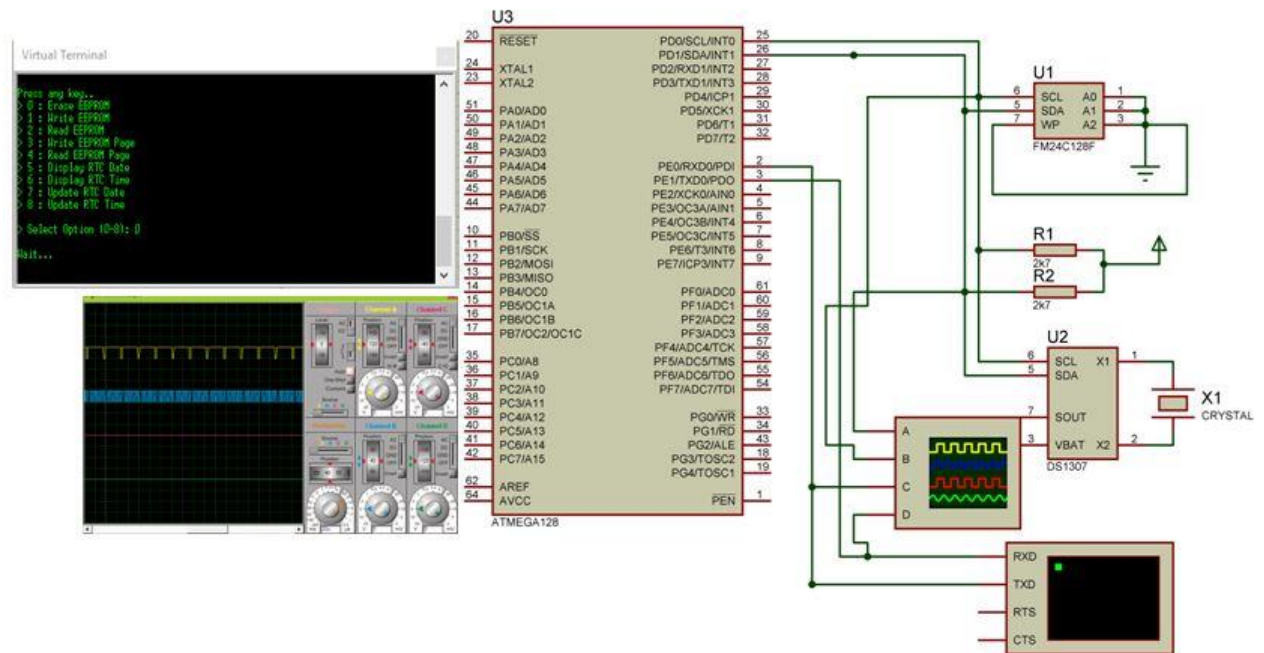 Virtual Terminal
Press any key..
> 0 : Erase EEPROM
> 1 : Write EEPROM
> 2 : Read EEPROM
> 3 : Write EEPROM Page
> 4 : Read EEPROM Page
> 5 : Display RTC Date
> 6 : Display RTC Time
> 7 : Update RTC Date
> 8 : Update RTC Time
> Select Option (0-8): 0
Wait...
Channel A
Channel C
Channel B
Channel D
U3
20 RESET
24 XTAL1
23 XTAL2
51 PA0/AD0
50 PA1/AD1
49 PA2/AD2
48 PA3/AD3
47 PA4/AD4
46 PA5/AD5
45 PA6/AD6
44 PA7/AD7
10 PB0/SS
11 PB1/SCK
12 PB2/MOSI
13 PB3/MISO
14 PB4/OC0
15 PB5/OC1A
16 PB6/OC1B
17 PB7/OC2/OC1C
35 PC0/A8
36 PC1/A9
37 PC2/A10
38 PC3/A11
39 PC4/A12
40 PC5/A13
41 PC6/A14
42 PC7/A15
62 AREF
64 AVCC
PD0/SCL/INT0 25
PD1/SDA/INT1 26
PD2/RXD1/INT2 27
PD3/TXD1/INT3 28
PD4/ICP1 29
PD5/XCK1 30
PD6/T1 31
PD7/T2 32
PE0/RXD0/PDI 2
PE1/TXD0/PDO 3
PE2/XCK0/AIN0 4
PE3/OC3A/AIN1 5
PE4/OC3B/INT4 6
PE5/OC3C/INT5 7
PE6/T3/INT6 8
PE7/ICP3/INT7 9
PF0/ADC0 61
PF1/ADC1 60
PF2/ADC2 59
PF3/ADC3 58
PF4/ADC4/TCK 57
PF5/ADC5/TMS 56
PF6/ADC6/TDO 55
PF7/ADC7/TDI 54
PG0/WR 33
PG1/RD 34
PG2/ALE 43
PG3/TOSC2 18
PG4/TOSC1 19
PEN 1
ATMEGA128
U1
6 SCL A0 1
5 SDA A1 2
7 WP A2 3
FM24C128F
R1
2k7
R2
2k7
U2
6 SCL X1 1
5 SDA
7 SOUT
3 VBAT X2 2
DS1307
X1
CRYSTAL
A
B
C
D
RXD
TXD
RTS
CTS